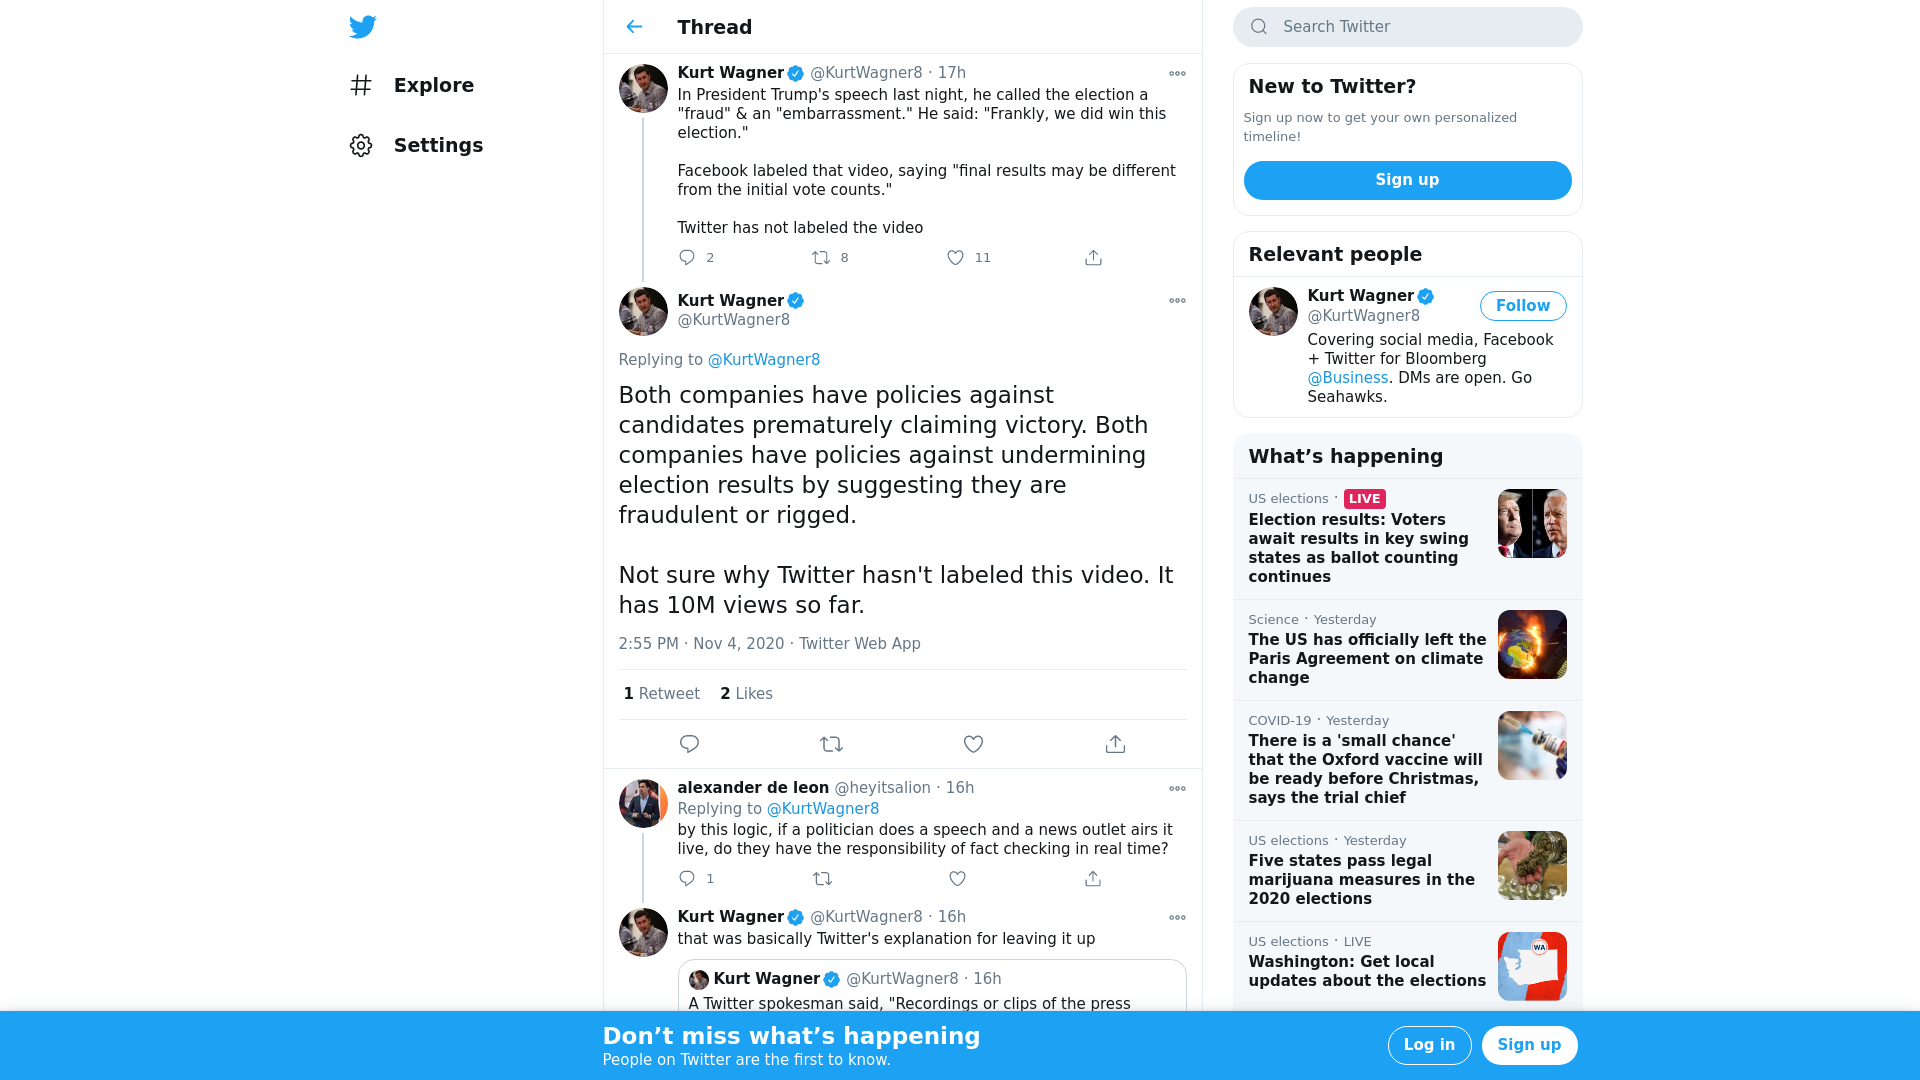 Explore
Settings
Thread
Kurt Wagner @KurtWagner8 · 17h
In President Trump's speech last night, he called the election a
"fraud" & an "embarrassment." He said: "Frankly, we did win this
election."
Facebook labeled that video, saying "final results may be different
from the initial vote counts."
Twitter has not labeled the video
2 8 11
Kurt Wagner
@KurtWagner8
Replying to @KurtWagner8
Both companies have policies against
candidates prematurely claiming victory. Both
companies have policies against undermining
election results by suggesting they are
fraudulent or rigged.
Not sure why Twitter hasn't labeled this video. It
has 10M views so far.
2:55 PM · Nov 4, 2020 · Twitter Web App
1 Retweet 2 Likes
alexander de leon @heyitsalion · 16h
Replying to @KurtWagner8
by this logic, if a politician does a speech and a news outlet airs it
live, do they have the responsibility of fact checking in real time?
1
Kurt Wagner @KurtWagner8 · 16h
that was basically Twitter's explanation for leaving it up
Kurt Wagner @KurtWagner8 · 16h
A Twitter spokesman said, "Recordings or clips of the press
Search Twitter
New to Twitter?
Sign up now to get your own personalized
timeline!
Sign up
Relevant people
Kurt Wagner
@KurtWagner8
Follow
Covering social media, Facebook
+ Twitter for Bloomberg
@Business. DMs are open. Go
Seahawks.
What’s happening
US elections · LIVE
Election results: Voters
await results in key swing
states as ballot counting
continues
Science · Yesterday
The US has officially left the
Paris Agreement on climate
change
COVID-19 · Yesterday
There is a 'small chance'
that the Oxford vaccine will
be ready before Christmas,
says the trial chief
US elections · Yesterday
Five states pass legal
marijuana measures in the
2020 elections
US elections · LIVE
Washington: Get local
updates about the elections
WA
Don’t miss what’s happening
People on Twitter are the first to know.
Log in
Sign up